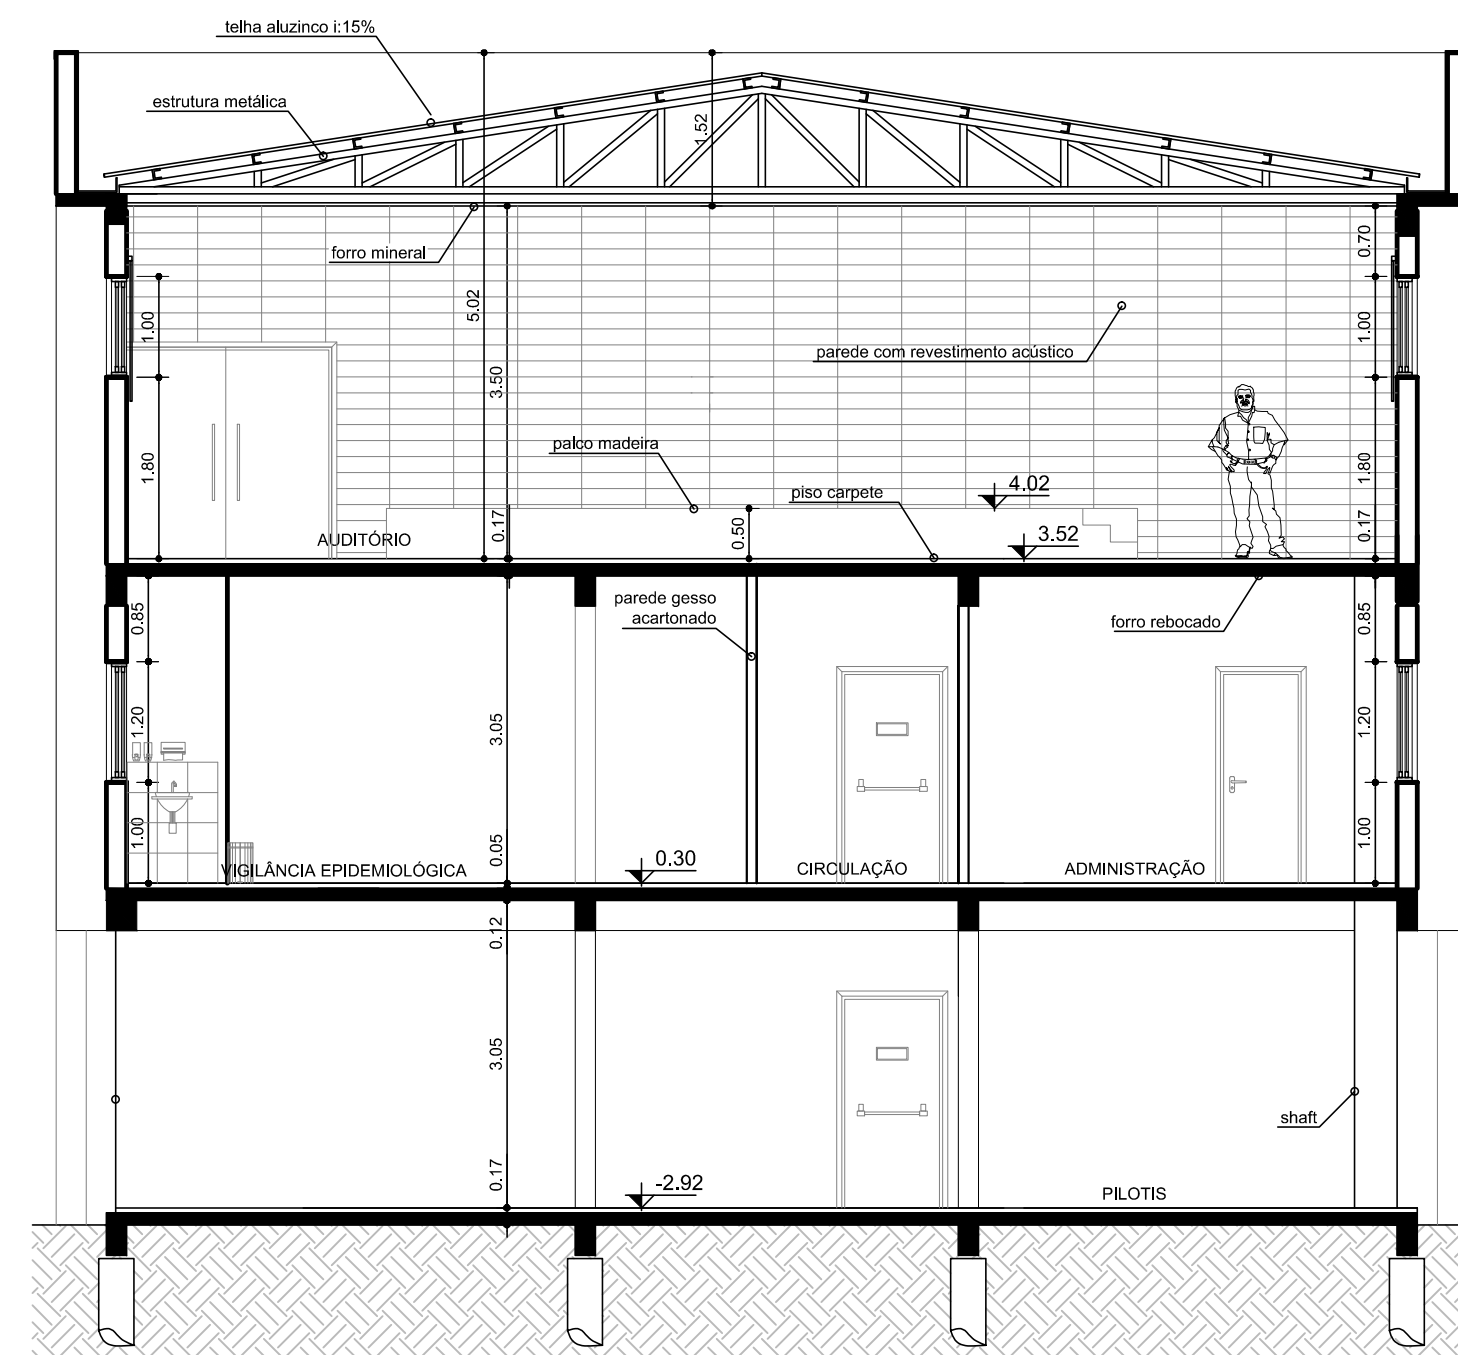 telha aluzinco i:15%
estrutura metálica
1.52
forro mineral
0.70
5.02
1.00
1.00
parede com revestimento acústico
3.50
palco madeira
1.80
1.80
piso carpete
4.02
0.17
0.50
0.17
AUDITÓRIO
3.52
parede gesso
acartonado
0.85
forro rebocado
0.85
1.20
3.05
1.20
1.00
0.05
1.00
VIGILÂNCIA EPIDEMIOLÓGICA
0.30
CIRCULAÇÃO
ADMINISTRAÇÃO
0.12
3.05
shaft
0.17
-2.92
PILOTIS